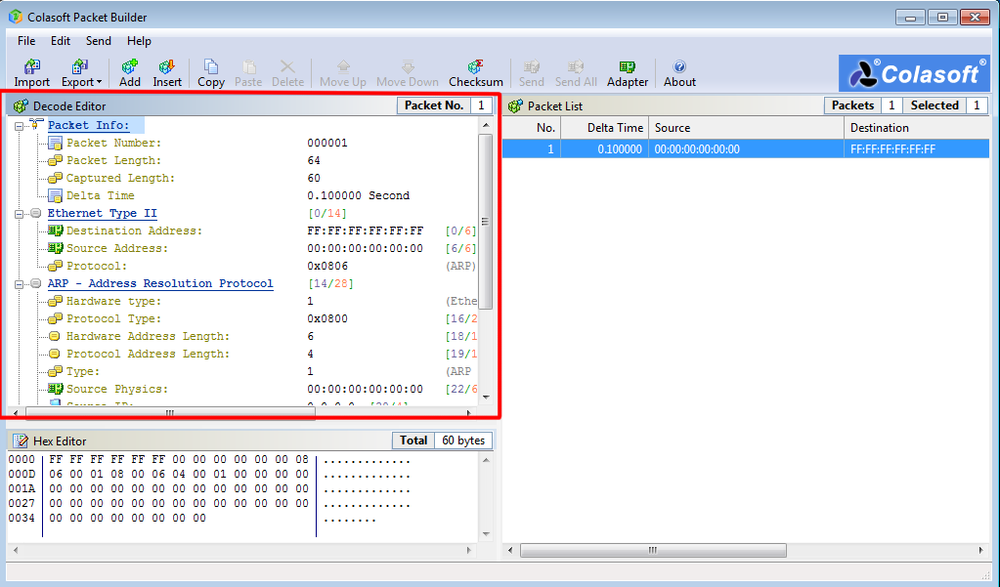 Colasoft Packet Builder
File Edit Send Help
Import Export Add Insert Copy Paste Delete Move Up Move Down Checksum Send Send All Adapter About
Colasoft®
Decode Editor Packet No. 1
Packet Info:
Packet Number: 000001
Packet Length: 64
Captured Length: 60
Delta Time 0.100000 Second
Ethernet Type II [0/14]
Destination Address: FF:FF:FF:FF:FF:FF [0/6]
Source Address: 00:00:00:00:00:00 [6/6]
Protocol: 0x0806 (ARP)
ARP - Address Resolution Protocol [14/28]
Hardware type: 1 (Ethe
Protocol Type: 0x0800 [16/2
Hardware Address Length: 6 [18/1
Protocol Address Length: 4 [19/1
Type: 1 (ARP
Source Physics: 00:00:00:00:00:00 [22/6
Packet List Packets 1 Selected 1
No. Delta Time Source Destination
1 0.100000 00:00:00:00:00:00 FF:FF:FF:FF:FF:FF
Hex Editor Total 60 bytes
0000 FF FF FF FF FF FF 00 00 00 00 00 00 08 .............
000D 06 00 01 08 00 06 04 00 01 00 00 00 00 .............
001A 00 00 00 00 00 00 00 00 00 00 00 00 00 .............
0027 00 00 00 00 00 00 00 00 00 00 00 00 00 .............
0034 00 00 00 00 00 00 00 00 ........